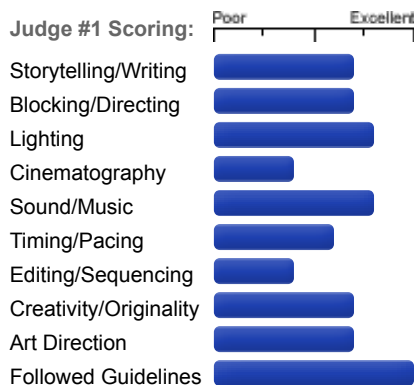 Poor Excellent
Judge #1 Scoring:
Storytelling/Writing
Blocking/Directing
Lighting
Cinematography
Sound/Music
Timing/Pacing
Editing/Sequencing
Creativity/Originality
Art Direction
Followed Guidelines